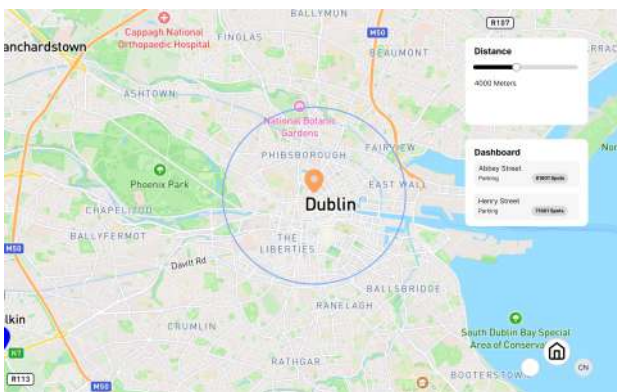 BALLYMUN
R107
Cappagh National
Orthopaedic Hospital
FINGLAS
M50
anchardstown
BEAUMONT
Distance
4000 Meters
ASHTOWN
National Botanic
Gardens
PHIBSBOROUGH
FAIRVIEW
Phoenix Park
EAST WALL
Dashboard
Abbey Street
Parking
Dublin
CHAPELIZOD
Henry Street
Parking
BALLYFERMOT
M50
THE
LIBERTIES
Davitt Rd
BALLSBRIDGE
RANELAGH
lkin
CRUMLIN
South Dublin Bay Special
Area of Conserva
N7
RATHGAR
BOOTERSTOWN
CN
R113
M50